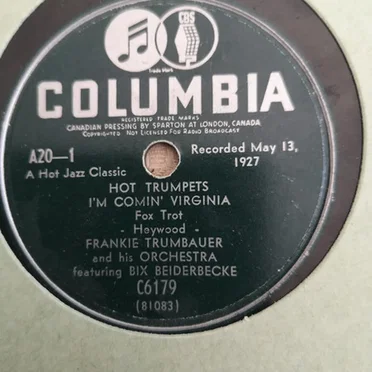 CBS
Trade Mark
COLUMBIA
REGISTERED TRADE MARKS
CANADIAN PRESSING BY SPARTON AT LONDON, CANADA
COPYRIGHTED NOT LICENSED FOR RADIO BROADCAST
A20—1
A Hot Jazz Classic
Recorded May 13,
1927
HOT TRUMPETS
I'M COMIN' VIRGINIA
Fox Trot
- Heywood -
FRANKIE TRUMBAUER
and his ORCHESTRA
featuring BIX BEIDERBECKE
C6179
(81083)